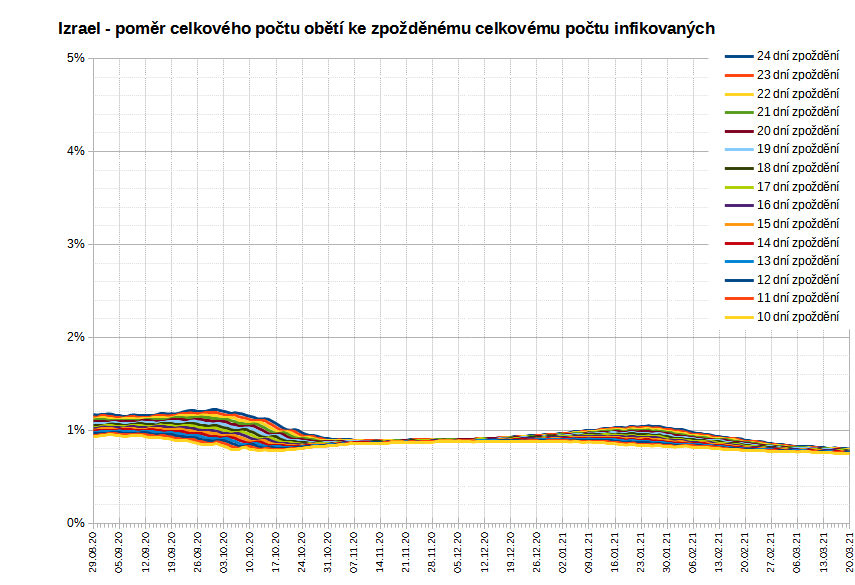 Izrael - poměr celkového počtu obětí ke zpožděnému celkovému počtu infikovaných
5%
4%
3%
2%
1%
0%
24 dní zpoždění
23 dní zpoždění
22 dní zpoždění
21 dní zpoždění
20 dní zpoždění
19 dní zpoždění
18 dní zpoždění
17 dní zpoždění
16 dní zpoždění
15 dní zpoždění
14 dní zpoždění
13 dní zpoždění
12 dní zpoždění
11 dní zpoždění
10 dní zpoždění
29.08.20
05.09.20
12.09.20
19.09.20
26.09.20
03.10.20
10.10.20
17.10.20
24.10.20
31.10.20
07.11.20
14.11.20
21.11.20
28.11.20
05.12.20
12.12.20
19.12.20
26.12.20
02.01.21
09.01.21
16.01.21
23.01.21
30.01.21
06.02.21
13.02.21
20.02.21
27.02.21
06.03.21
13.03.21
20.03.21